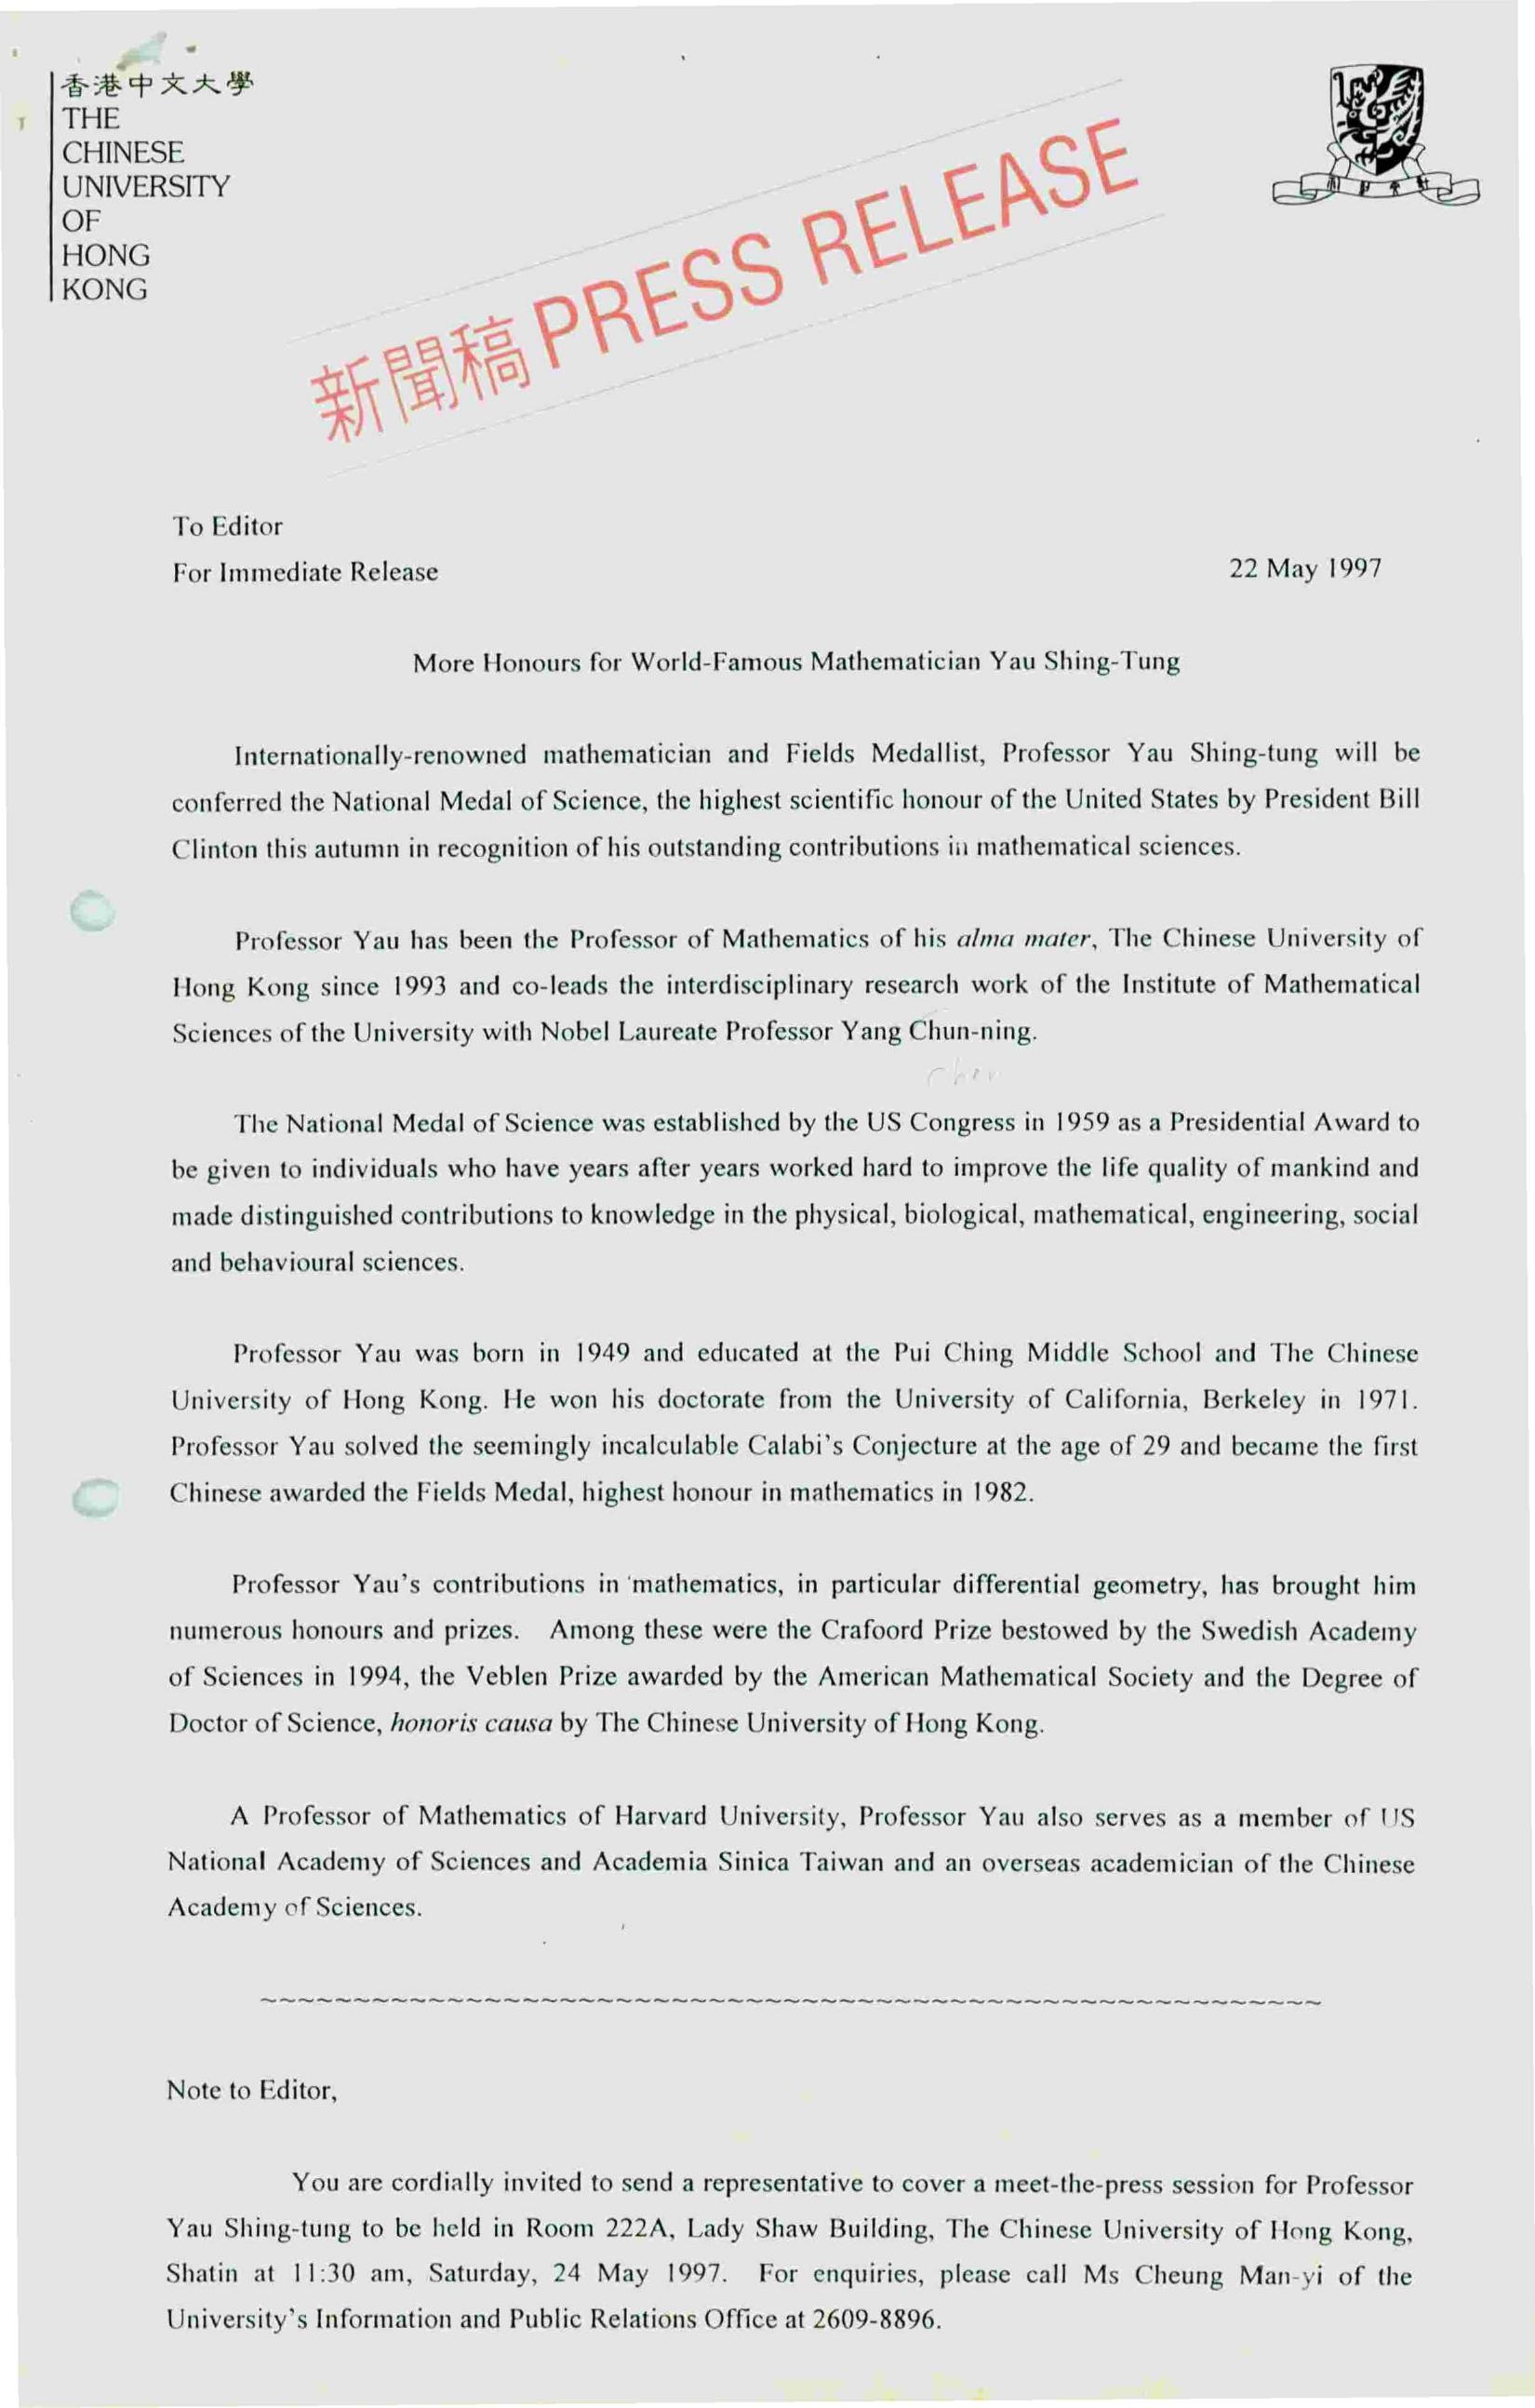 香港中文大學
THE
CHINESE
UNIVERSITY
OF
HONG
KONG
新聞稿 PRESS RELEASE
To Editor
For Immediate Release
22 May 1997
More Honours for World-Famous Mathematician Yau Shing-Tung
Internationally-renowned mathematician and Fields Medallist, Professor Yau Shing-tung will be
conferred the National Medal of Science, the highest scientific honour of the United States by President Bill
Clinton this autumn in recognition of his outstanding contributions in mathematical sciences.
Professor Yau has been the Professor of Mathematics of his alma mater, The Chinese University of
Hong Kong since 1993 and co-leads the interdisciplinary research work of the Institute of Mathematical
Sciences of the University with Nobel Laureate Professor Yang Chun-ning.
The National Medal of Science was established by the US Congress in 1959 as a Presidential Award to
be given to individuals who have years after years worked hard to improve the life quality of mankind and
made distinguished contributions to knowledge in the physical, biological, mathematical, engineering, social
and behavioural sciences.
Professor Yau was born in 1949 and educated at the Pui Ching Middle School and The Chinese
University of Hong Kong. He won his doctorate from the University of California, Berkeley in 1971.
Professor Yau solved the seemingly incalculable Calabi's Conjecture at the age of 29 and became the first
Chinese awarded the Fields Medal, highest honour in mathematics in 1982.
Professor Yau's contributions in mathematics, in particular differential geometry, has brought him
numerous honours and prizes. Among these were the Crafoord Prize bestowed by the Swedish Academy
of Sciences in 1994, the Veblen Prize awarded by the American Mathematical Society and the Degree of
Doctor of Science, honoris causa by The Chinese University of Hong Kong.
A Professor of Mathematics of Harvard University, Professor Yau also serves as a member of US
National Academy of Sciences and Academia Sinica Taiwan and an overseas academician of the Chinese
Academy of Sciences.
~~~~~~~~~~~~~~~~~~~~~~~~~~~~~~~~~~~~~~~~~~~~~~~~~~~~~~~~~
Note to Editor,
You are cordially invited to send a representative to cover a meet-the-press session for Professor
Yau Shing-tung to be held in Room 222A, Lady Shaw Building, The Chinese University of Hong Kong,
Shatin at 11:30 am, Saturday, 24 May 1997. For enquiries, please call Ms Cheung Man-yi of the
University's Information and Public Relations Office at 2609-8896.